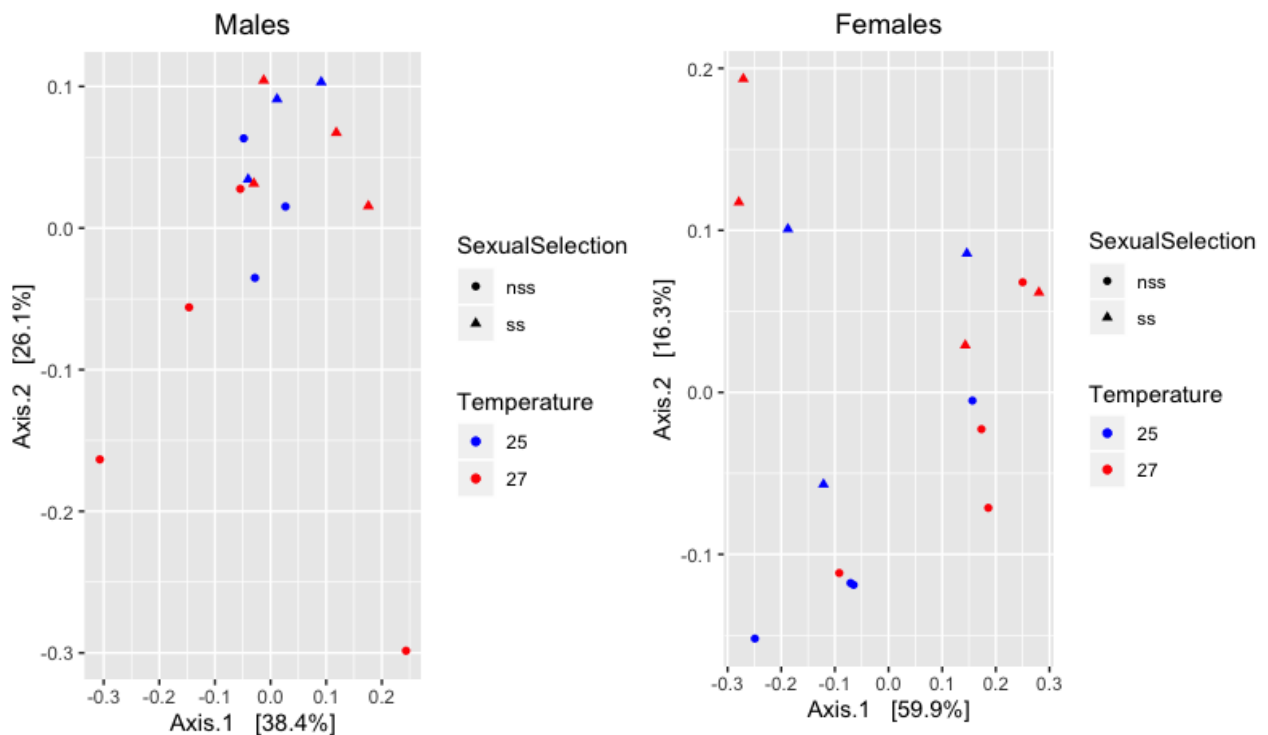 Males
0.1
0.0
-0.1
-0.2
-0.3
Axis.2 [26.1%]
-0.3 -0.2 -0.1 0.0 0.1 0.2
Axis.1 [38.4%]
SexualSelection
nss
ss
Temperature
25
27
Females
0.2
0.1
0.0
-0.1
Axis.2 [16.3%]
-0.3 -0.2 -0.1 0.0 0.1 0.2 0.3
Axis.1 [59.9%]
SexualSelection
nss
ss
Temperature
25
27